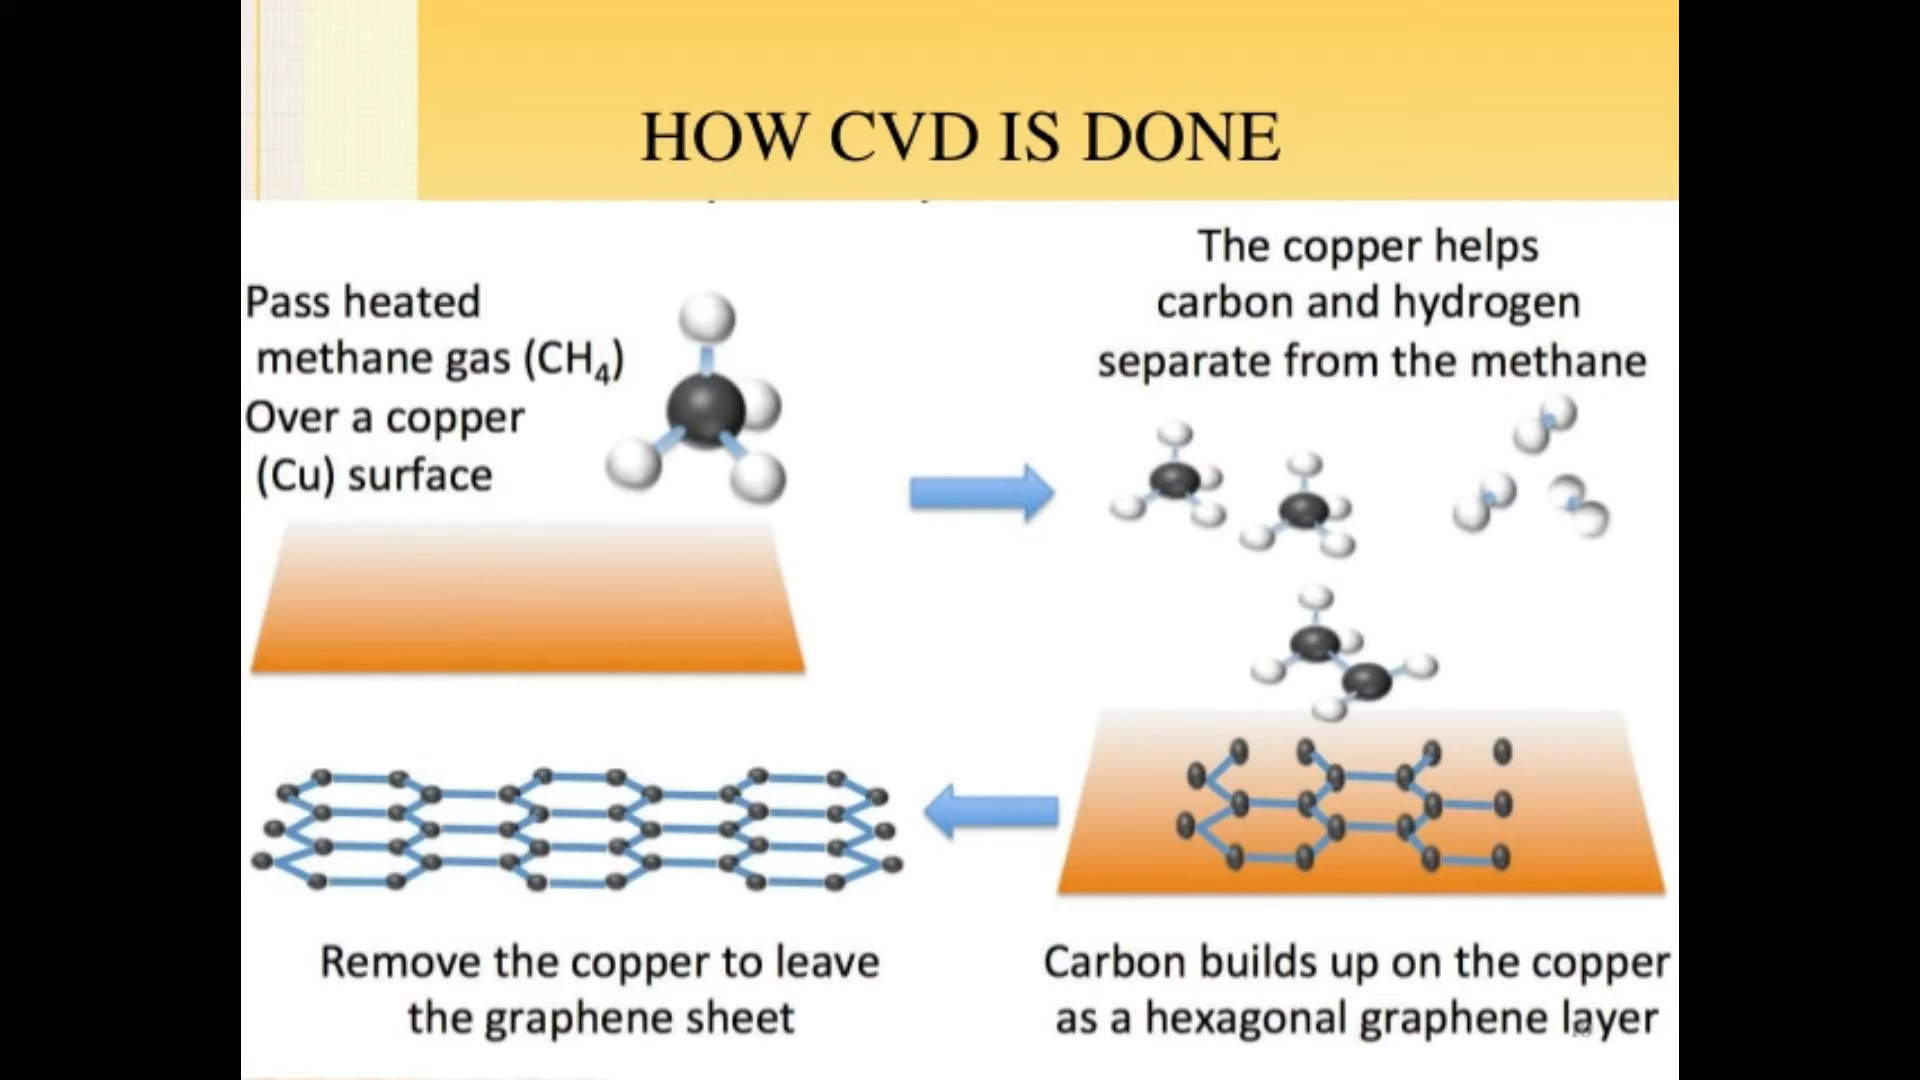 HOW CVD IS DONE
Pass heated
methane gas (CH₄)
Over a copper
(Cu) surface
The copper helps
carbon and hydrogen
separate from the methane
Carbon builds up on the copper
as a hexagonal graphene layer
Remove the copper to leave
the graphene sheet